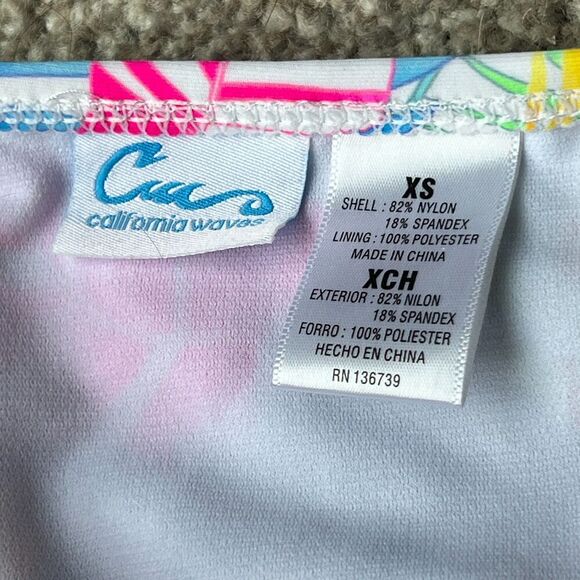 Cuus
california waves
XS
SHELL : 82% NYLON
18% SPANDEX
LINING : 100% POLYESTER
MADE IN CHINA
XCH
EXTERIOR : 82% NILON
18% SPANDEX
FORRO : 100% POLIESTER
HECHO EN CHINA
RN 136739